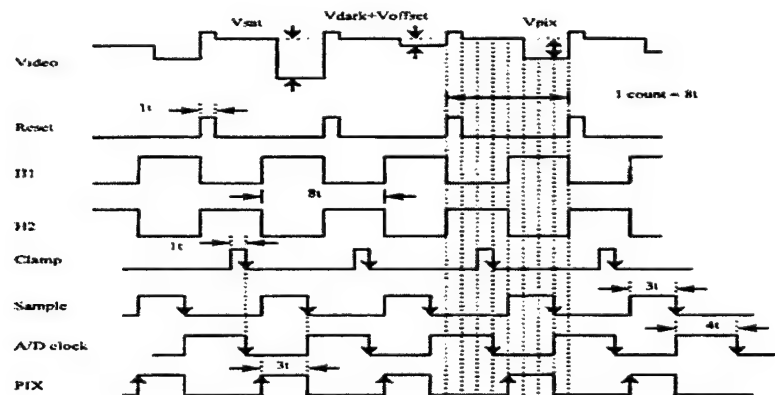 Vsat Vdark+Voffset Vpix
Video
1t 1 count = 8t
Reset
H1
8t
H2
1t
Clamp
3t
Sample
4t
A/D clock
3t
PIX